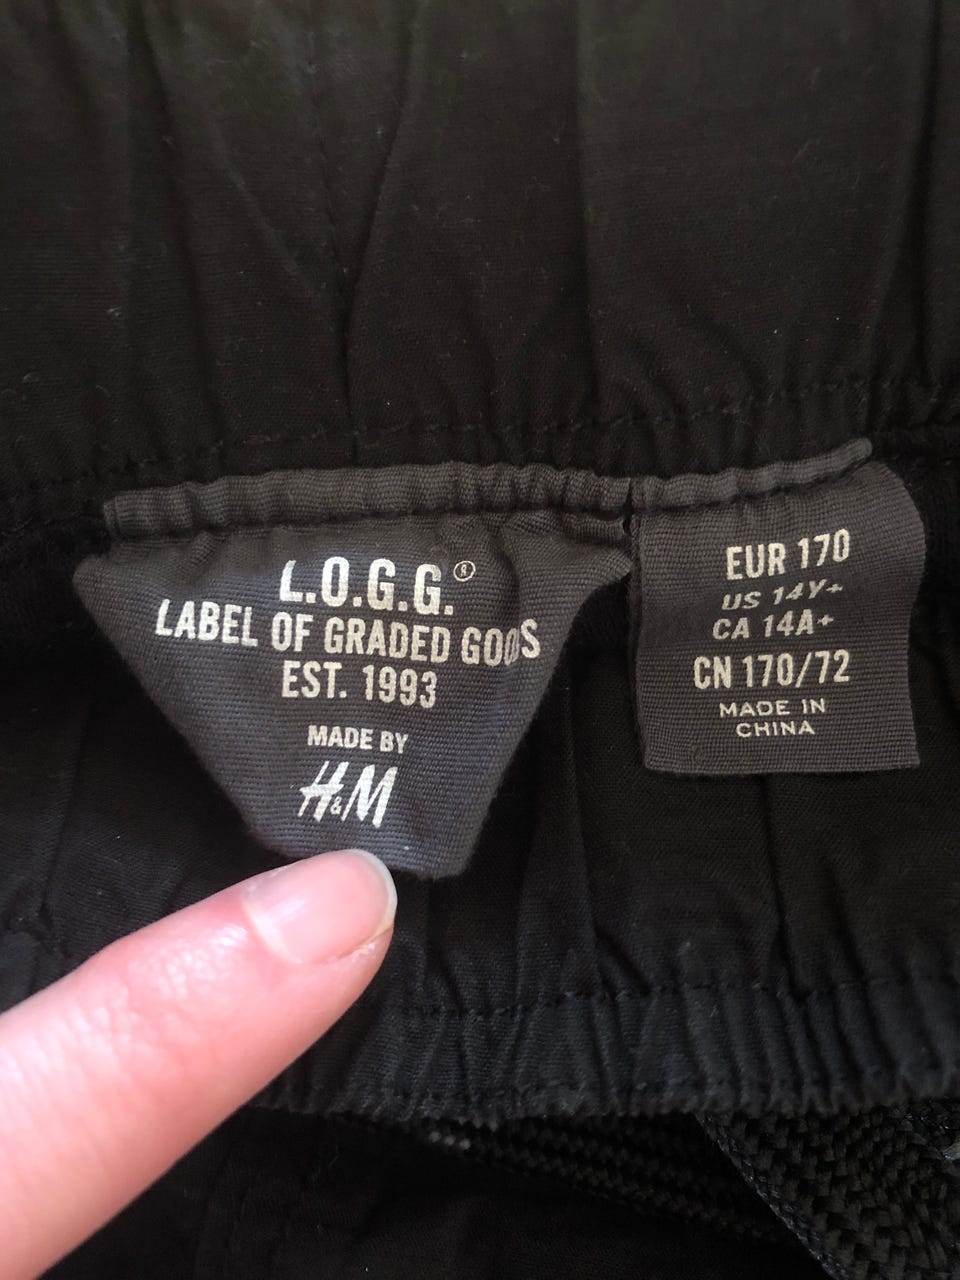 L.O.G.G.®
LABEL OF GRADED GOODS
EST. 1993
MADE BY
H&M
EUR 170
US 14Y+
CA 14A+
CN 170/72
MADE IN
CHINA